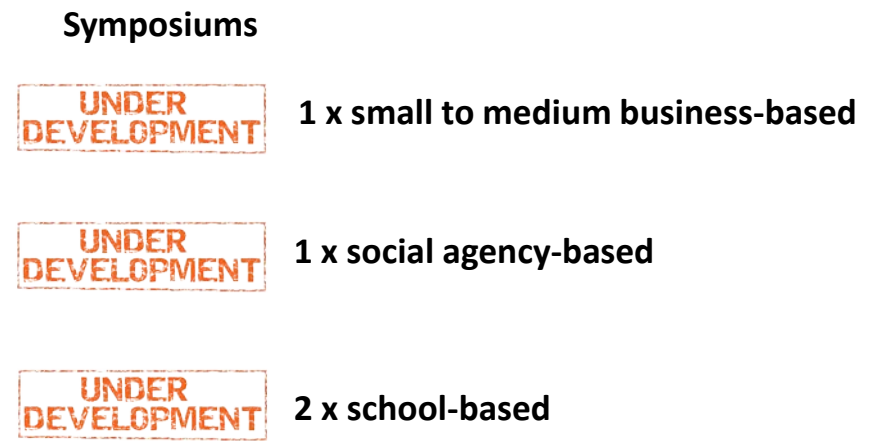 Symposiums
UNDER
DEVELOPMENT
1 x small to medium business-based
UNDER
DEVELOPMENT
1 x social agency-based
UNDER
DEVELOPMENT
2 x school-based